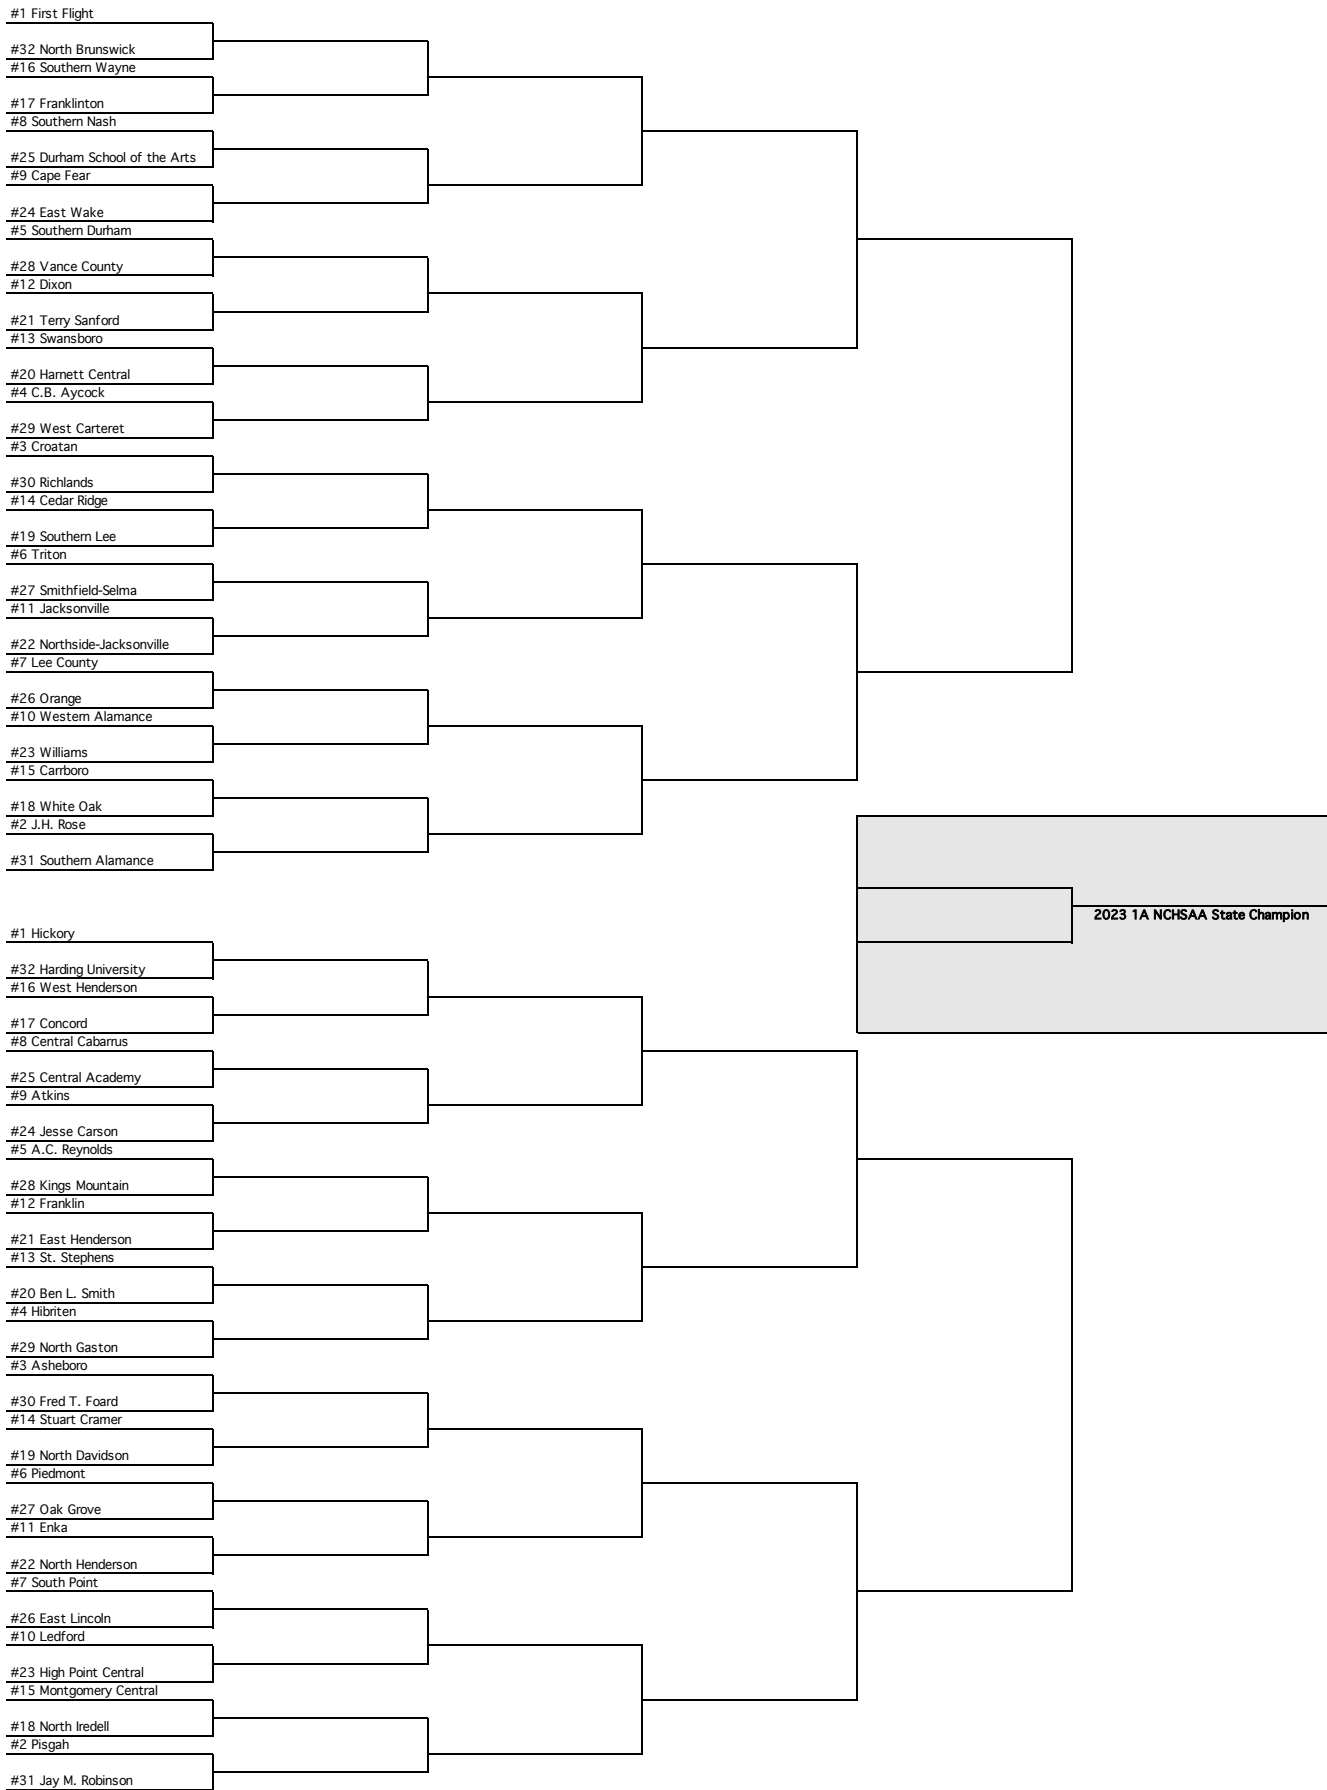 #1 First Flight
#32 North Brunswick
#16 Southern Wayne
#17 Franklinton
#8 Southern Nash
#25 Durham School of the Arts
#9 Cape Fear
#24 East Wake
#5 Southern Durham
#28 Vance County
#12 Dixon
#21 Terry Sanford
#13 Swansboro
#20 Harnett Central
#4 C.B. Aycock
#29 West Carteret
#3 Croatan
#30 Richlands
#14 Cedar Ridge
#19 Southern Lee
#6 Triton
#27 Smithfield-Selma
#11 Jacksonville
#22 Northside-Jacksonville
#7 Lee County
#26 Orange
#10 Western Alamance
#23 Williams
#15 Carrboro
#18 White Oak
#2 J.H. Rose
#31 Southern Alamance
2023 1A NCHSAA State Champion
#1 Hickory
#32 Harding University
#16 West Henderson
#17 Concord
#8 Central Cabarrus
#25 Central Academy
#9 Atkins
#24 Jesse Carson
#5 A.C. Reynolds
#28 Kings Mountain
#12 Franklin
#21 East Henderson
#13 St. Stephens
#20 Ben L. Smith
#4 Hibriten
#29 North Gaston
#3 Asheboro
#30 Fred T. Foard
#14 Stuart Cramer
#19 North Davidson
#6 Piedmont
#27 Oak Grove
#11 Enka
#22 North Henderson
#7 South Point
#26 East Lincoln
#10 Ledford
#23 High Point Central
#15 Montgomery Central
#18 North Iredell
#2 Pisgah
#31 Jay M. Robinson